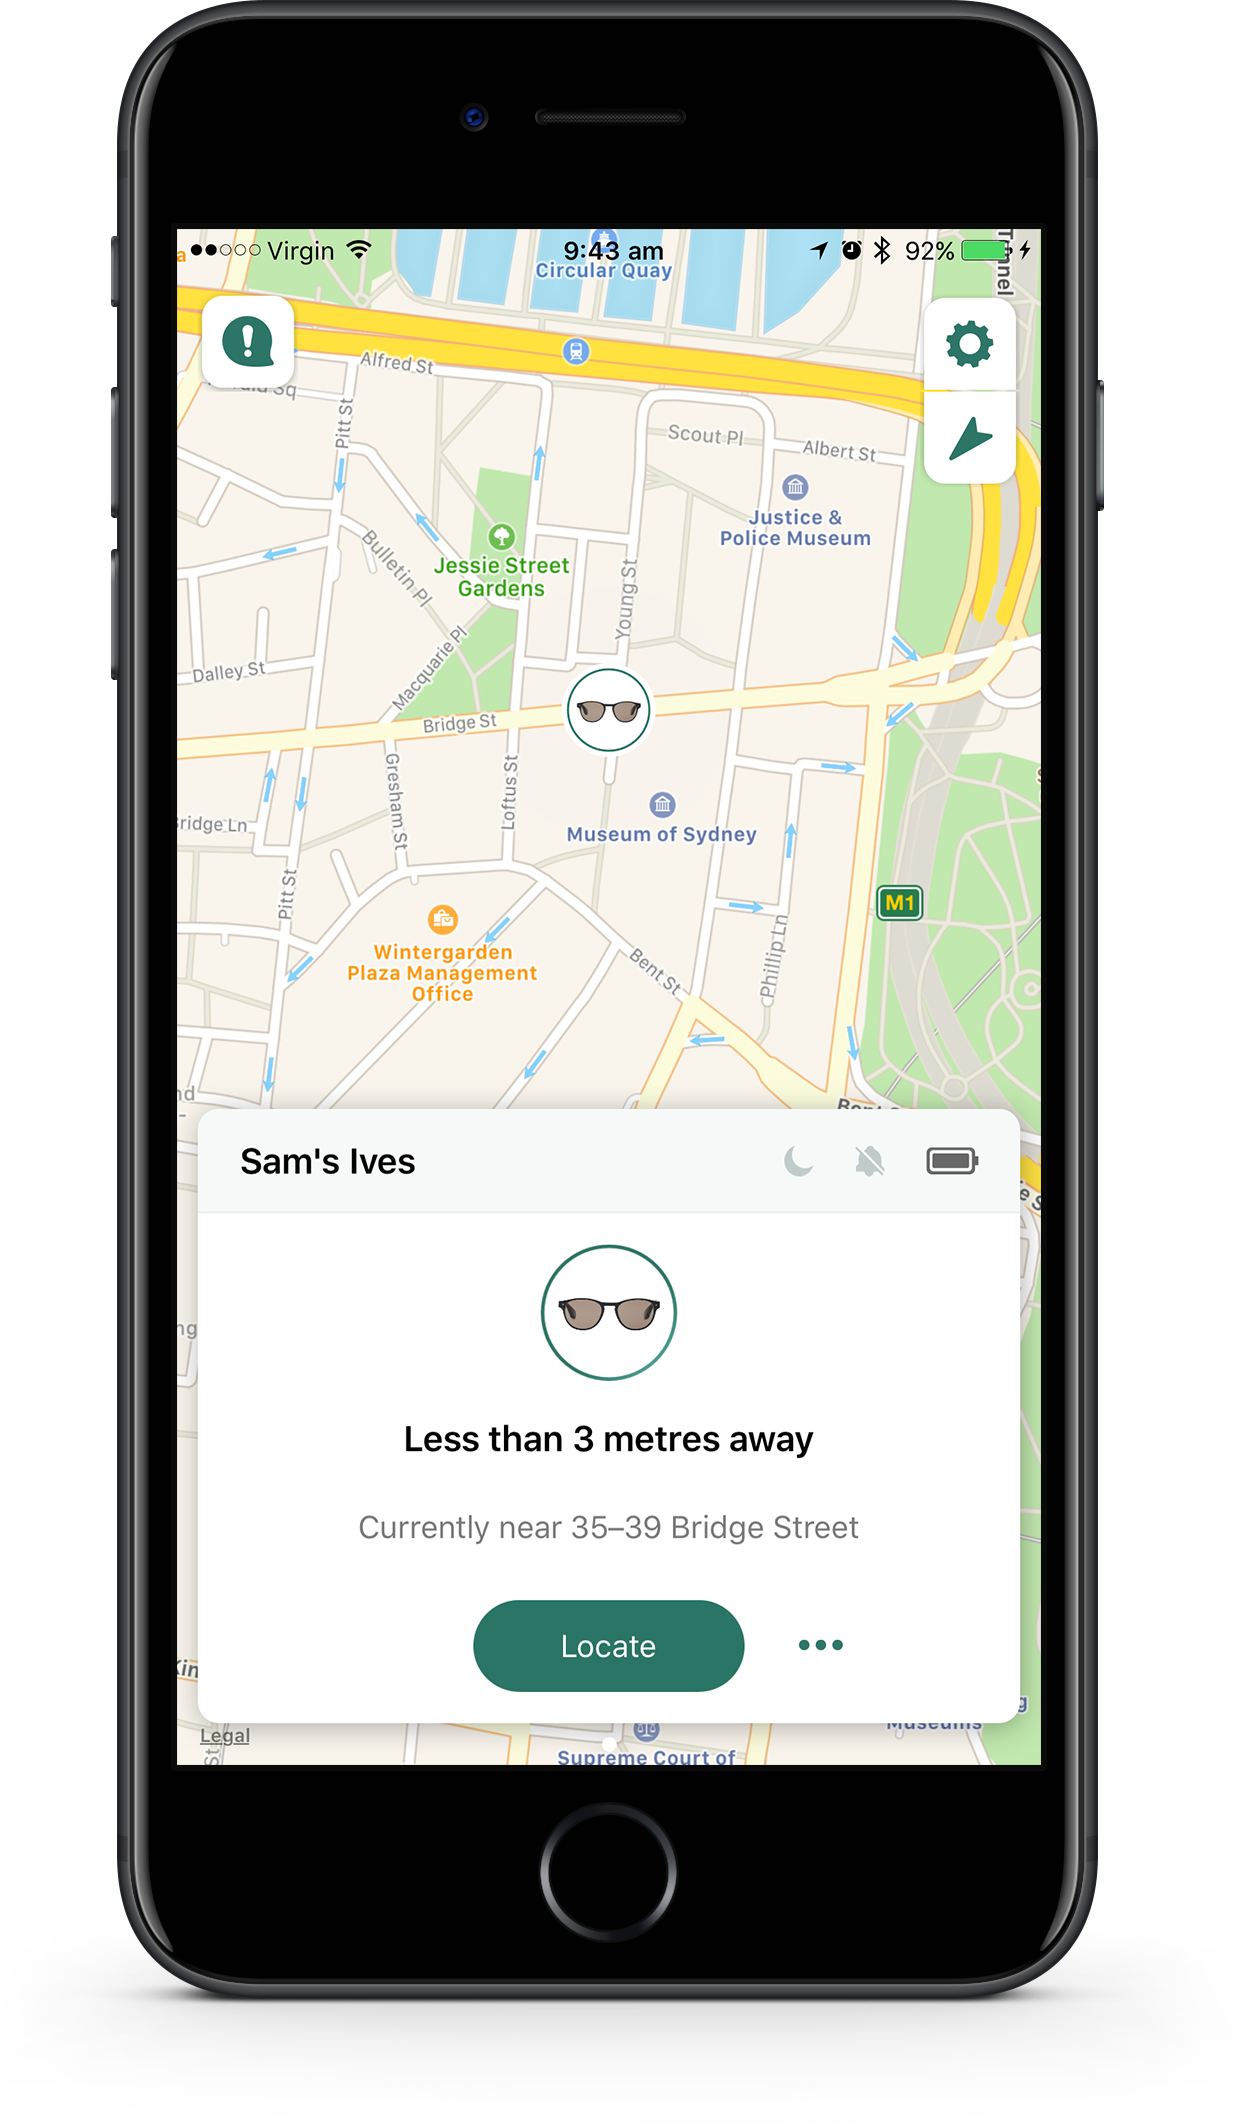 Virgin
9:43 am
92%
Circular Quay
Alfred St
Pitt St
Scout Pl
Albert St
Justice &
Police Museum
Jessie Street
Gardens
Bulletin Pl
Young St
Macquarie Pl
Dalley St
Bridge St
Gresham St
Loftus St
Bridge Ln
Museum of Sydney
Pitt St
M1
Wintergarden
Plaza Management
Office
Bent St
Phillip Ln
Sam's Ives
Less than 3 metres away
Currently near 35–39 Bridge Street
Locate
Legal
Museums
Supreme Court of